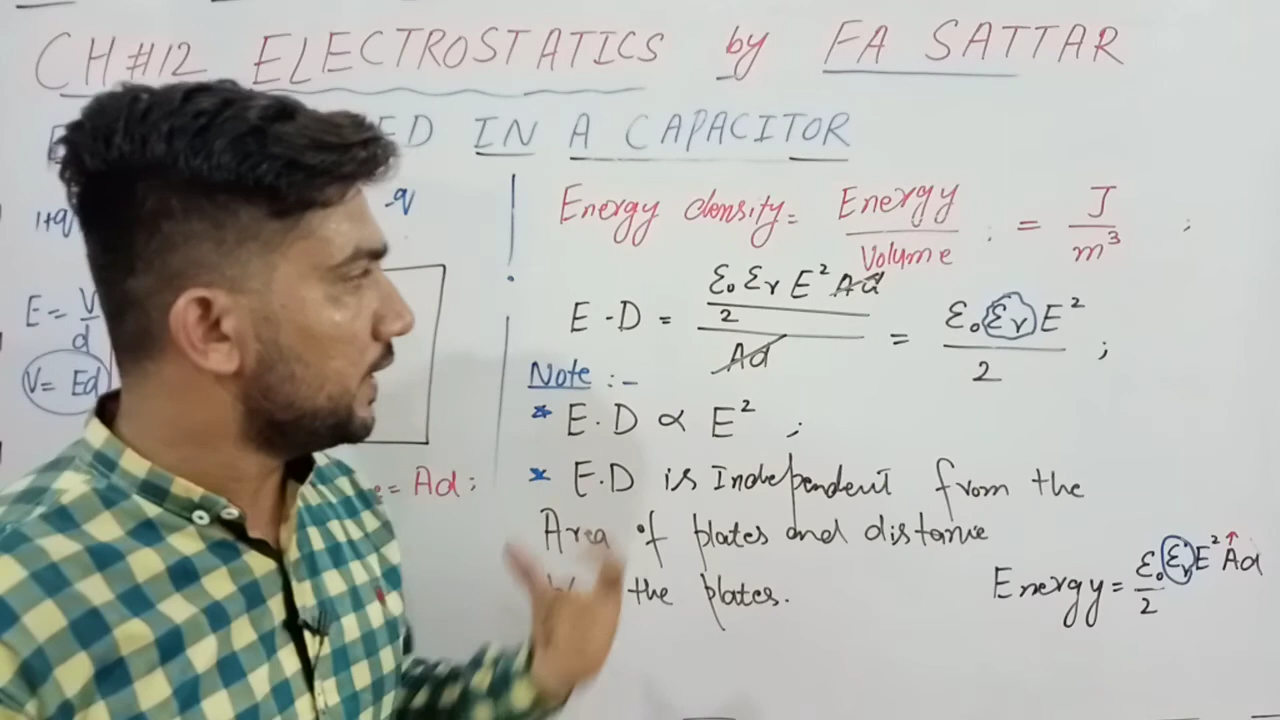 CH#12 ELECTROSTATICS by FA SATTAR
IN A CAPACITOR
1+q
-q
E = V/d
V= Ed
= Ad ;
Energy density = Energy/Volume = J/m³ ;
E.D = (ε₀ εᵣ E² Ad / 2) / Ad = ε₀ εᵣ E² / 2 ;
Note :-
* E.D ∝ E² ;
* E.D is Independent from the
Area of plates and distance
the plates.
Energy = ε₀ εᵣ E² Ad / 2